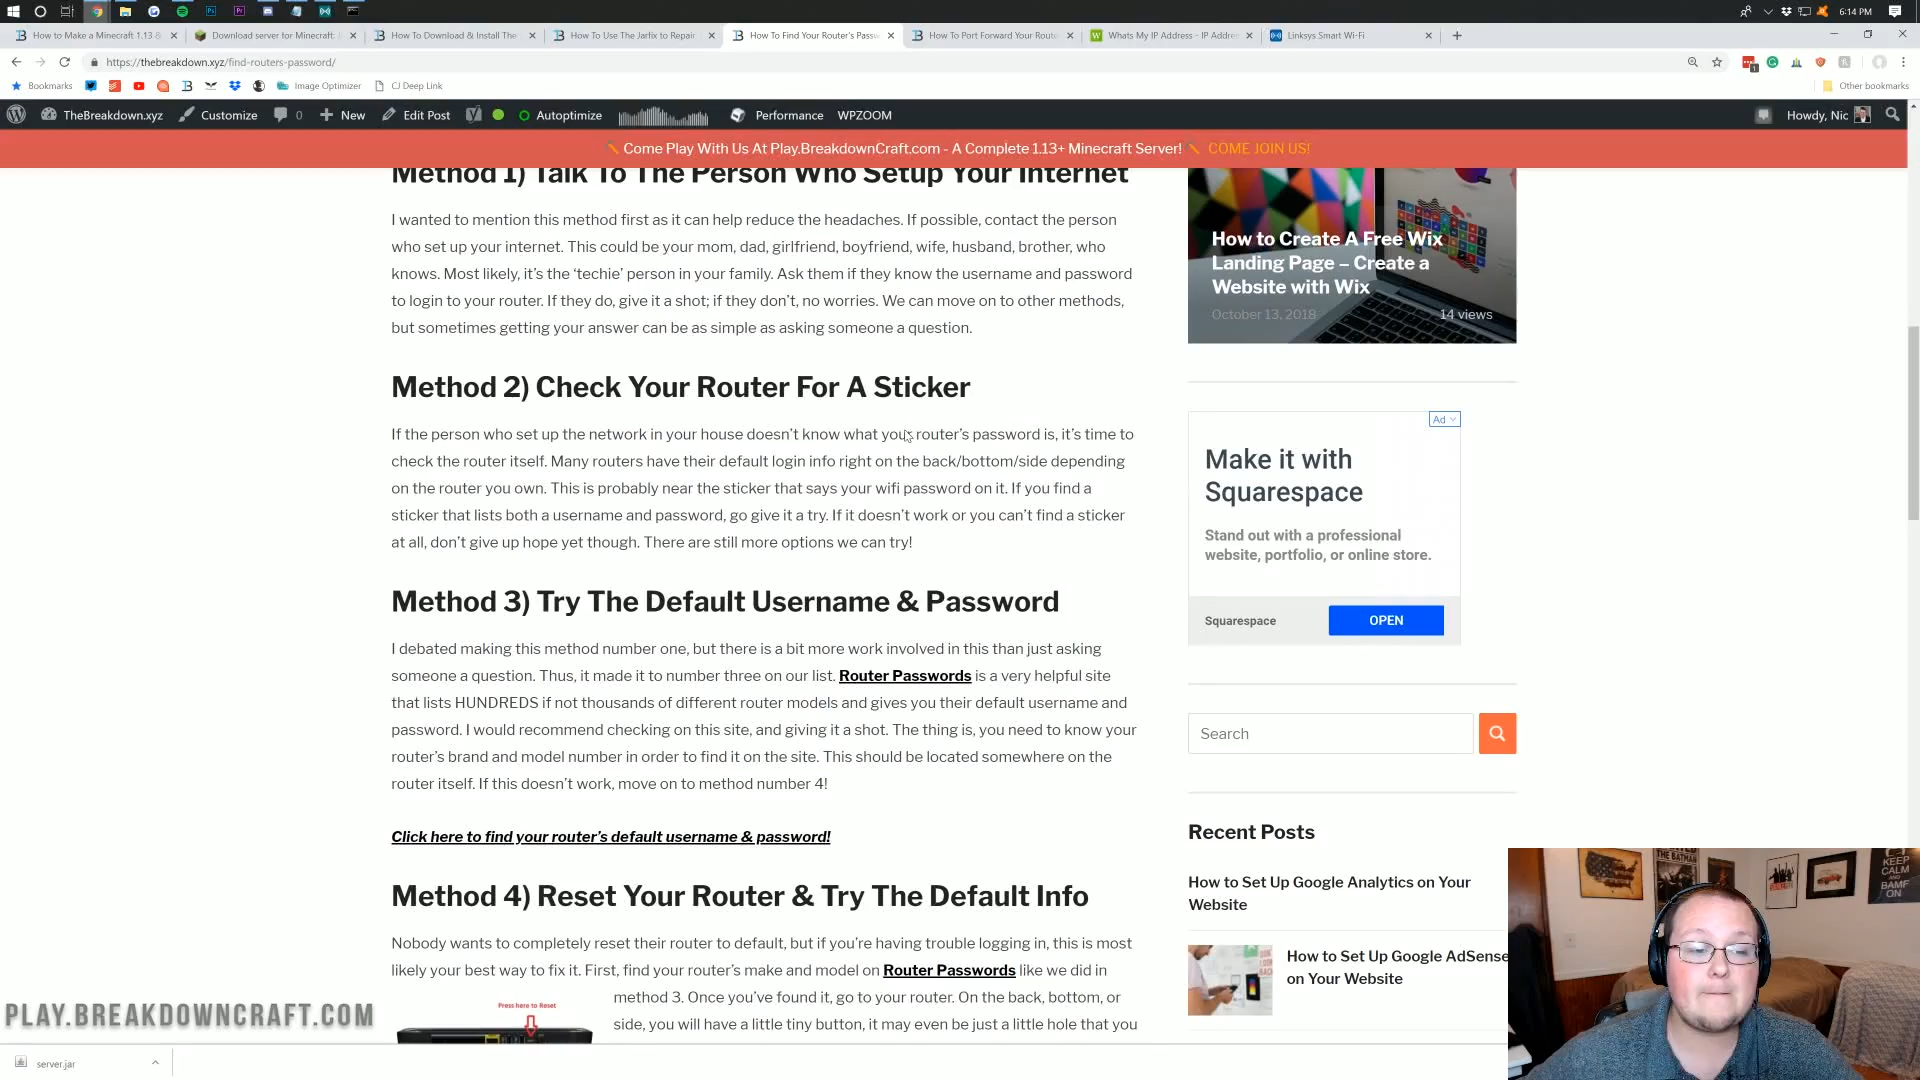 6:14 PM
How to Make a Minecraft 1.13 &
Download server for Minecraft:
How To Download & Install The
How To Use The Jarfix to Repair
How To Find Your Router's Passw
How To Port Forward Your Route
Whats My IP Address - IP Addre
Linksys Smart Wi-Fi
https://thebreakdown.xyz/find-routers-password/
Bookmarks
Image Optimizer
CJ Deep Link
Other bookmarks
TheBreakdown.xyz
Customize
0
New
Edit Post
Autoptimize
Performance
WPZOOM
Howdy, Nic
Come Play With Us At Play.BreakdownCraft.com - A Complete 1.13+ Minecraft Server!
COME JOIN US!
Method 1) Talk To The Person Who Setup Your Internet
I wanted to mention this method first as it can help reduce the headaches. If possible, contact the person
who set up your internet. This could be your mom, dad, girlfriend, boyfriend, wife, husband, brother, who
knows. Most likely, it's the 'techie' person in your family. Ask them if they know the username and password
to login to your router. If they do, give it a shot; if they don't, no worries. We can move on to other methods,
but sometimes getting your answer can be as simple as asking someone a question.
Method 2) Check Your Router For A Sticker
If the person who set up the network in your house doesn't know what your router's password is, it's time to
check the router itself. Many routers have their default login info right on the back/bottom/side depending
on the router you own. This is probably near the sticker that says your wifi password on it. If you find a
sticker that lists both a username and password, go give it a try. If it doesn't work or you can't find a sticker
at all, don't give up hope yet though. There are still more options we can try!
Method 3) Try The Default Username & Password
I debated making this method number one, but there is a bit more work involved in this than just asking
someone a question. Thus, it made it to number three on our list. Router Passwords is a very helpful site
that lists HUNDREDS if not thousands of different router models and gives you their default username and
password. I would recommend checking on this site, and giving it a shot. The thing is, you need to know your
router's brand and model number in order to find it on the site. This should be located somewhere on the
router itself. If this doesn't work, move on to method number 4!
Click here to find your router's default username & password!
Method 4) Reset Your Router & Try The Default Info
Nobody wants to completely reset their router to default, but if you're having trouble logging in, this is most
likely your best way to fix it. First, find your router's make and model on Router Passwords like we did in
method 3. Once you've found it, go to your router. On the back, bottom, or
side, you will have a little tiny button, it may even be just a little hole that you
Press here to Reset
How to Create A Free Wix
Landing Page – Create a
Website with Wix
October 13, 2018
14 views
Ad
Make it with
Squarespace
Stand out with a professional
website, portfolio, or online store.
Squarespace
OPEN
Search
Recent Posts
How to Set Up Google Analytics on Your
Website
How to Set Up Google AdSense
on Your Website
KEEP
CALM
AND
BAMF
ON
PLAY.BREAKDOWNCRAFT.COM
server.jar